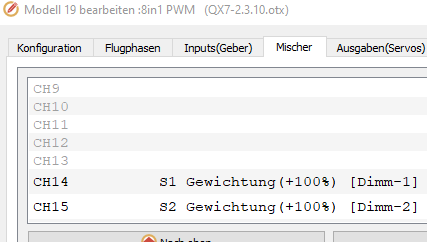 Modell 19 bearbeiten :8in1 PWM (QX7-2.3.10.otx)
Konfiguration Flugphasen Inputs(Geber) Mischer Ausgaben(Servos)
CH9
CH10
CH11
CH12
CH13
CH14 S1 Gewichtung(+100%) [Dimm-1]
CH15 S2 Gewichtung(+100%) [Dimm-2]
Nach oben